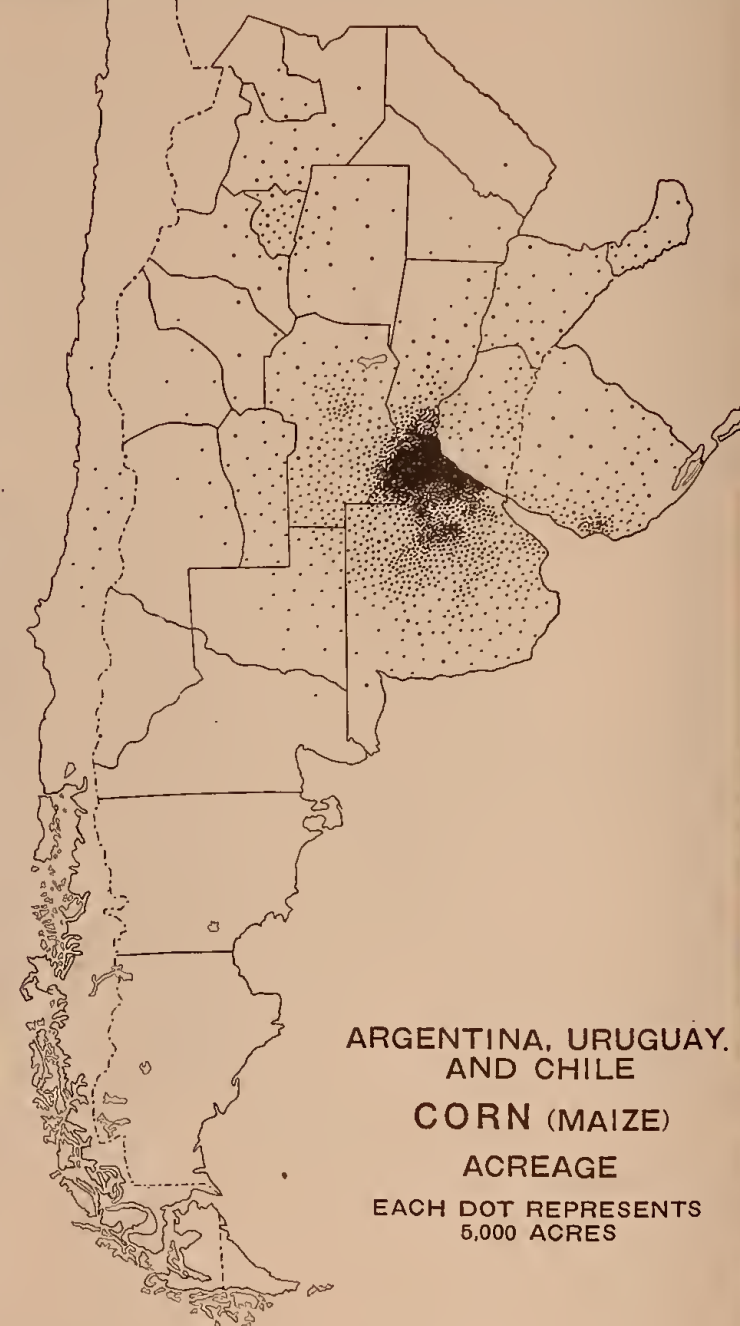 ARGENTINA, URUGUAY.
AND CHILE
CORN (MAIZE)
ACREAGE
EACH DOT REPRESENTS
5,000 ACRES